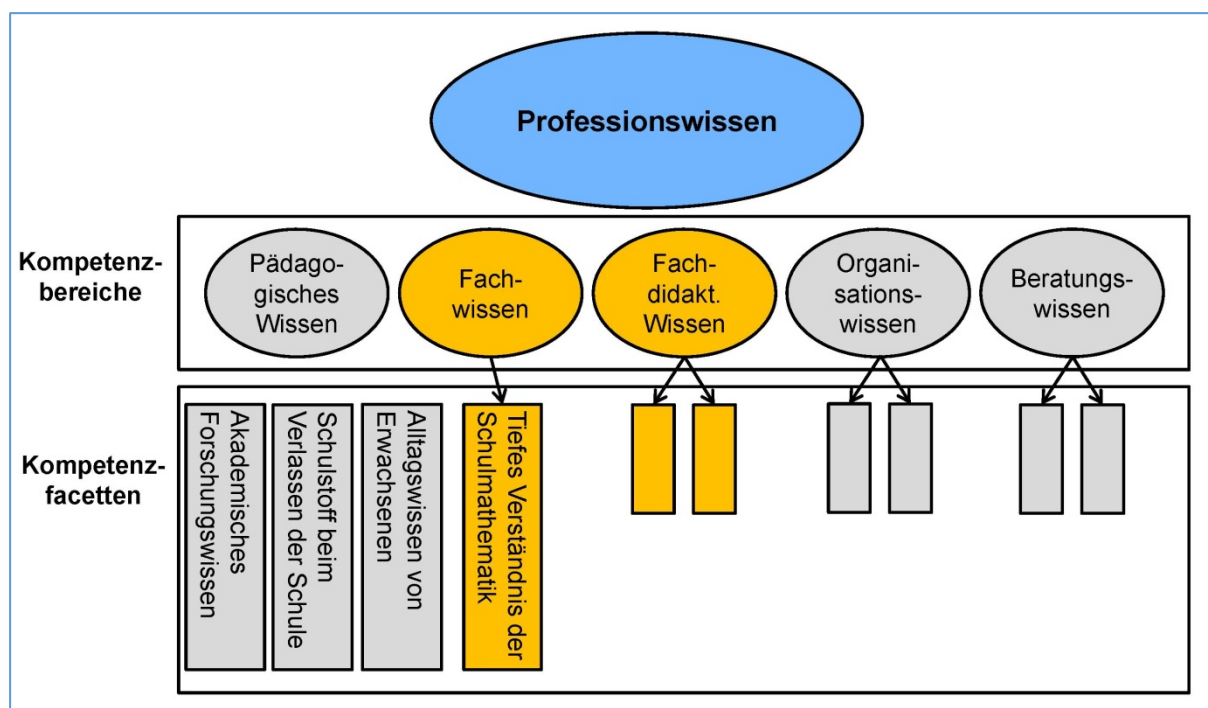 Professionswissen
Kompetenz-
bereiche
Pädago-
gisches
Wissen
Fach-
wissen
Fach-
didakt.
Wissen
Organi-
sations-
wissen
Beratungs-
wissen
Kompetenz-
facetten
Akademisches
Forschungswissen
Schulstoff beim
Verlassen der Schule
Alltagswissen von
Erwachsenen
Tiefes Verständnis der
Schulmathematik